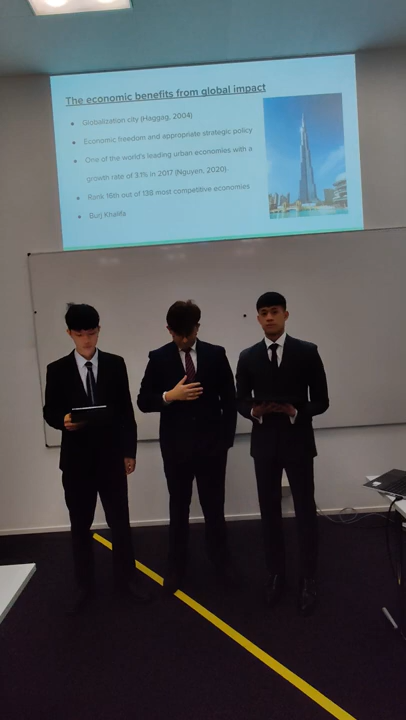 The economic benefits from global impact
Globalization city (Haggag, 2004)
Economic freedom and appropriate strategic policy
One of the world's leading urban economies with a
growth rate of 3.1% in 2017 (Nguyen, 2020).
Rank 16th out of 138 most competitive economies
Burj Khalifa